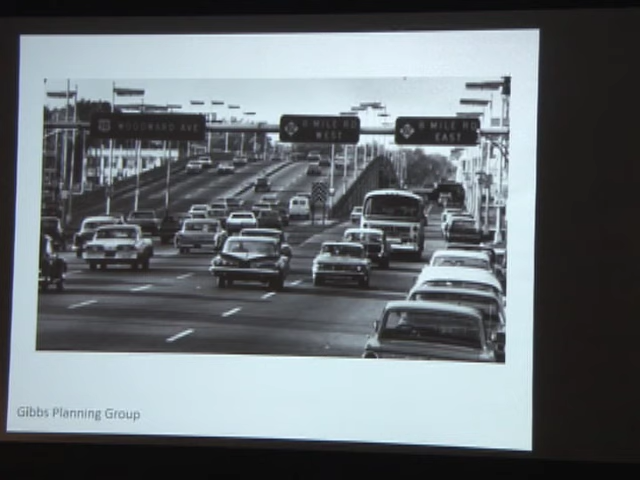 WOODWARD AVE
8 MILE RD
WEST
8 MILE RD
EAST
Gibbs Planning Group